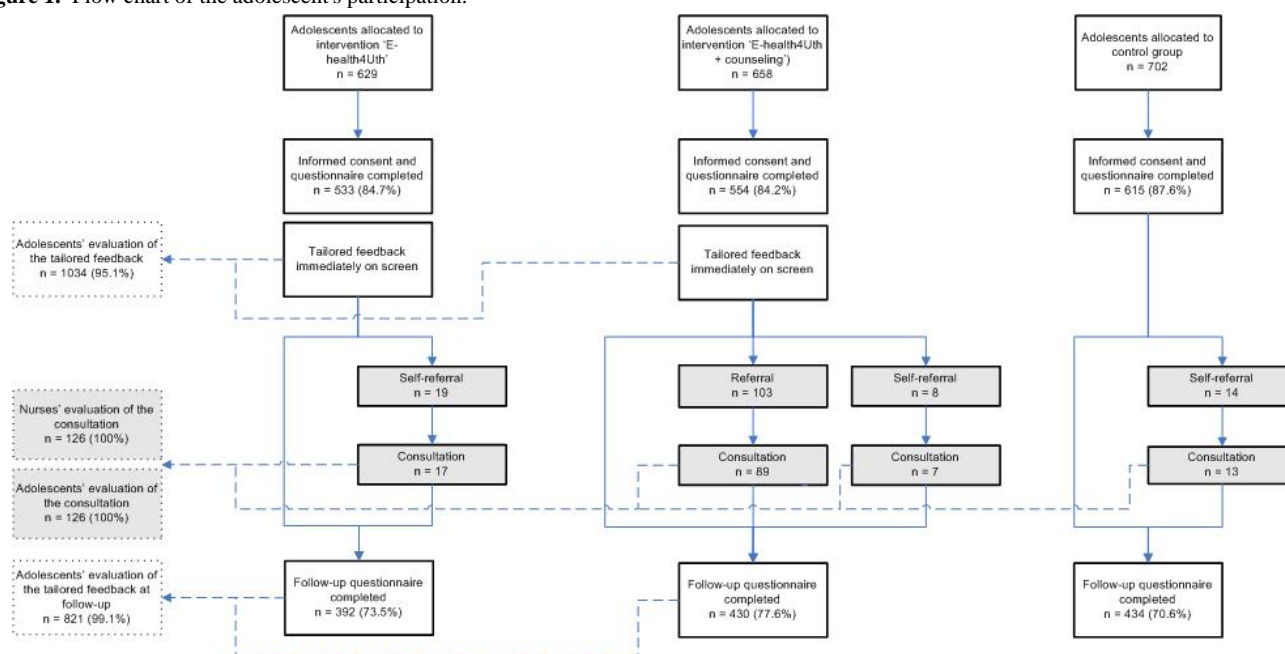 gure 1. Flow chart of the adolescent's participation.
Adolescents allocated to
intervention 'E-
health4Uth'
n = 629
Adolescents allocated to
intervention 'E-health4Uth
+ counseling')
n = 658
Adolescents allocated to
control group
n = 702
Informed consent and
questionnaire completed
n = 533 (84.7%)
Informed consent and
questionnaire completed
n = 554 (84.2%)
Informed consent and
questionnaire completed
n = 615 (87.6%)
Adolescents' evaluation of
the tailored feedback
n = 1034 (95.1%)
Tailored feedback
immediately on screen
Tailored feedback
immediately on screen
Self-referral
n = 19
Referral
n = 103
Self-referral
n = 8
Self-referral
n = 14
Nurses' evaluation of the
consultation
n = 126 (100%)
Consultation
n = 17
Consultation
n = 89
Consultation
n = 7
Consultation
n = 13
Adolescents' evaluation of
the consultation
n = 126 (100%)
Adolescents' evaluation of
the tailored feedback at
follow-up
n = 821 (99.1%)
Follow-up questionnaire
completed
n = 392 (73.5%)
Follow-up questionnaire
completed
n = 430 (77.6%)
Follow-up questionnaire
completed
n = 434 (70.6%)